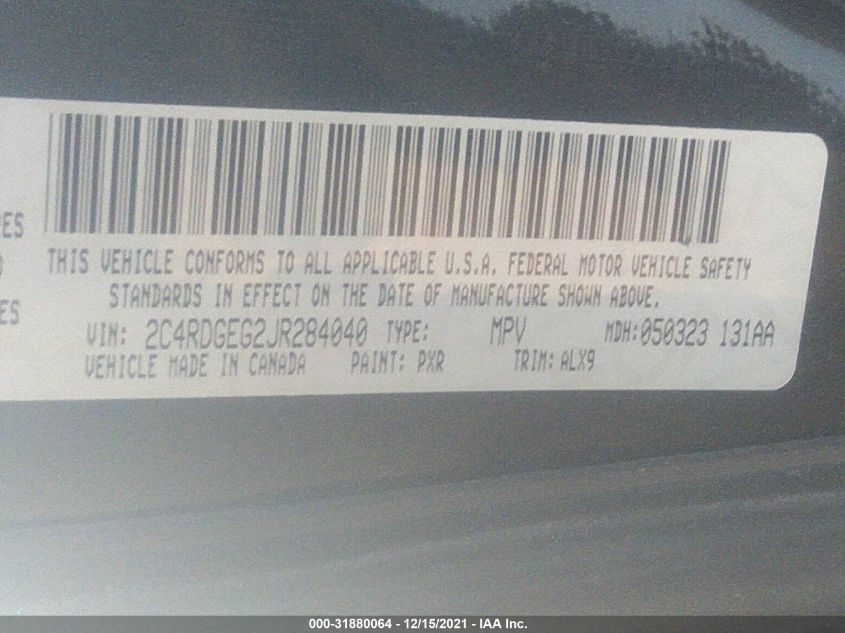 ES
THIS VEHICLE CONFORMS TO ALL APPLICABLE U.S.A. FEDERAL MOTOR VEHICLE SAFETY
STANDARDS IN EFFECT ON THE DATE OF MANUFACTURE SHOWN ABOVE.
ES
VIN: 2C4RDGEG2JR284040 TYPE: MPV MDH:050323 131AA
VEHICLE MADE IN CANADA PAINT: PXR TRIM: ALX9
000-31880064 - 12/15/2021 - IAA Inc.